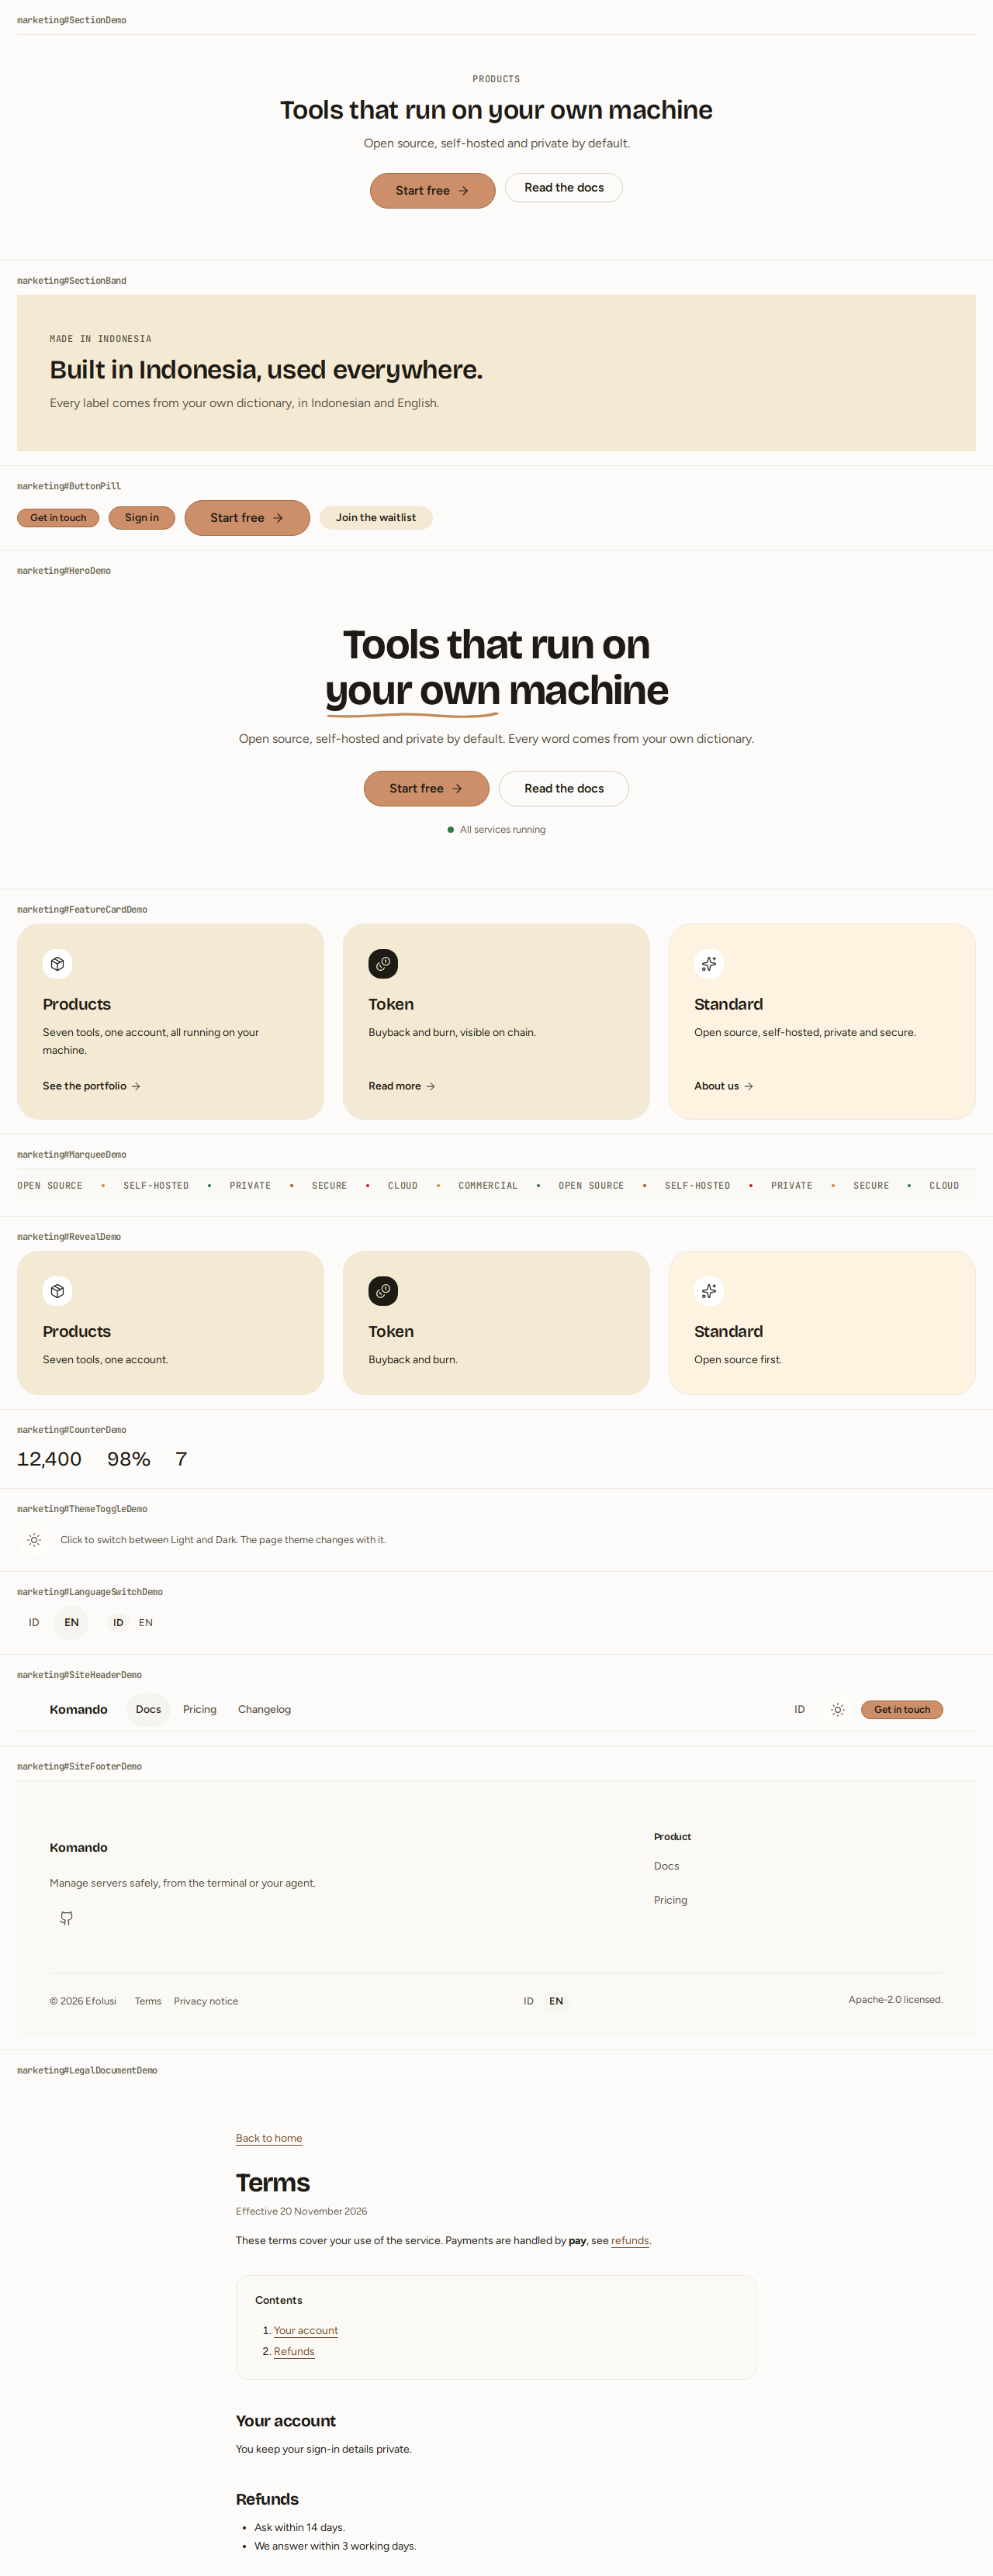 marketing#SectionDemo
PRODUCTS
Tools that run on your own machine
Open source, self-hosted and private by default.
Start free
Read the docs
marketing#SectionBand
MADE IN INDONESIA
Built in Indonesia, used everywhere.
Every label comes from your own dictionary, in Indonesian and English.
marketing#ButtonPill
Get in touch
Sign in
Start free
Join the waitlist
marketing#HeroDemo
Tools that run on
your own machine
Open source, self-hosted and private by default. Every word comes from your own dictionary.
Start free
Read the docs
All services running
marketing#FeatureCardDemo
Products
Seven tools, one account, all running on your
machine.
See the portfolio
Token
Buyback and burn, visible on chain.
Read more
Standard
Open source, self-hosted, private and secure.
About us
marketing#MarqueeDemo
OPEN SOURCE • SELF-HOSTED • PRIVATE • SECURE • CLOUD • COMMERCIAL • OPEN SOURCE • SELF-HOSTED • PRIVATE • SECURE • CLOUD
marketing#RevealDemo
Products
Seven tools, one account.
Token
Buyback and burn.
Standard
Open source first.
marketing#CounterDemo
12,400 98% 7
marketing#ThemeToggleDemo
Click to switch between Light and Dark. The page theme changes with it.
marketing#LanguageSwitchDemo
ID EN ID EN
marketing#SiteHeaderDemo
Komando Docs Pricing Changelog ID Get in touch
marketing#SiteFooterDemo
Komando
Manage servers safely, from the terminal or your agent.
Product
Docs
Pricing
© 2026 Efolusi Terms Privacy notice ID EN Apache-2.0 licensed.
marketing#LegalDocumentDemo
Back to home
Terms
Effective 20 November 2026
These terms cover your use of the service. Payments are handled by pay, see refunds.
Contents
1. Your account
2. Refunds
Your account
You keep your sign-in details private.
Refunds
• Ask within 14 days.
• We answer within 3 working days.